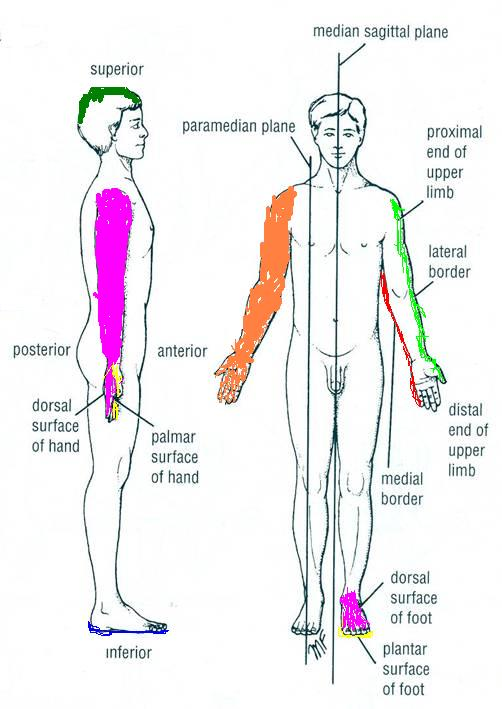 median sagittal plane
superior
paramedian plane
proximal
end of
upper
limb
lateral
border
posterior
anterior
dorsal
surface
of hand
palmar
surface
of hand
distal
end of
upper
limb
medial
border
dorsal
surface
of foot
inferior
plantar
surface
of foot